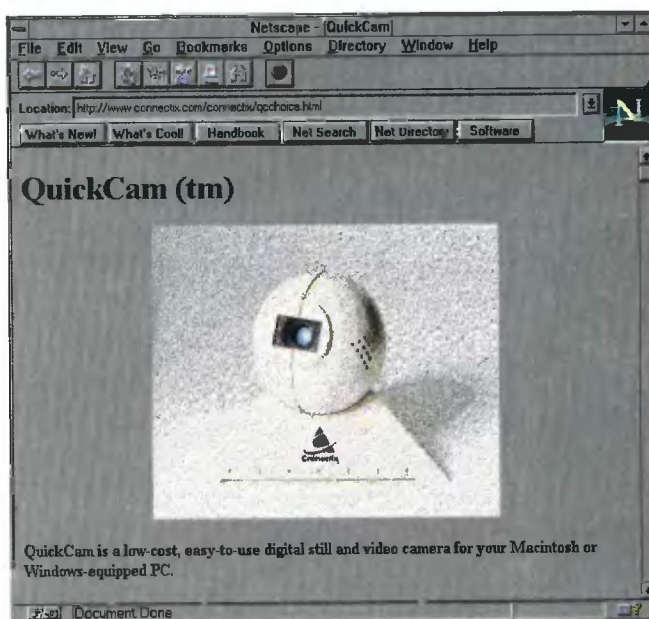 Netscape - [QuickCam]
File Edit View Go Bookmarks Options Directory Window Help
Location: http://www.connectix.com/connectix/qcchoice.html
What's New! What's Cool! Handbook Net Search Net Directory Software
QuickCam (tm)
Connectix
QuickCam is a low-cost, easy-to-use digital still and video camera for your Macintosh or
Windows-equipped PC.
Document Done